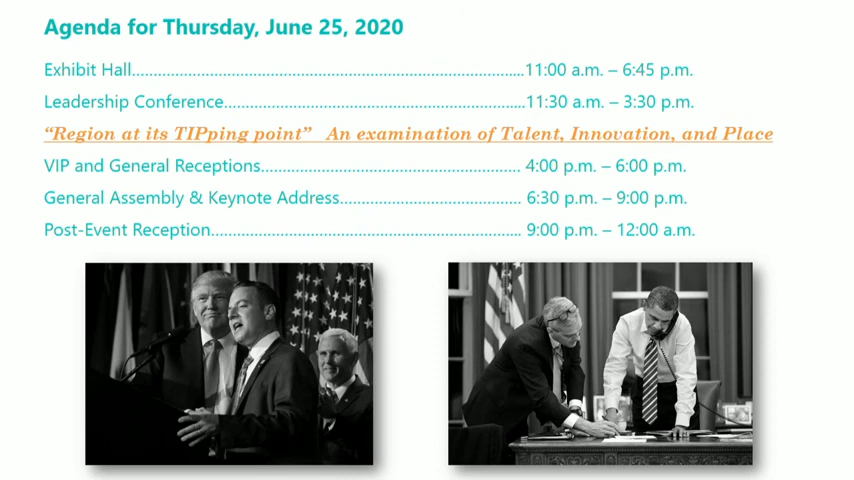 Agenda for Thursday, June 25, 2020
Exhibit Hall...............................................................................................11:00 a.m. – 6:45 p.m.
Leadership Conference.........................................................................11:30 a.m. – 3:30 p.m.
“Region at its TIPping point” An examination of Talent, Innovation, and Place
VIP and General Receptions............................................................... 4:00 p.m. – 6:00 p.m.
General Assembly & Keynote Address............................................ 6:30 p.m. – 9:00 p.m.
Post-Event Reception........................................................................... 9:00 p.m. – 12:00 a.m.